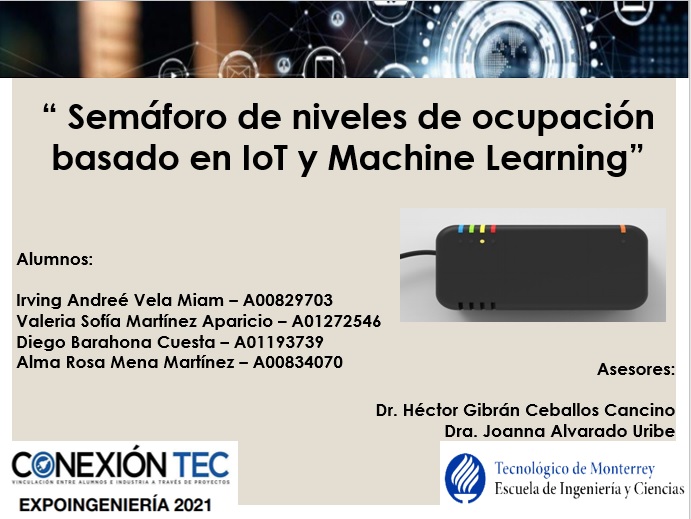 “ Semáforo de niveles de ocupación
basado en IoT y Machine Learning”
Alumnos:
Irving Andreé Vela Miam – A00829703
Valeria Sofía Martínez Aparicio – A01272546
Diego Barahona Cuesta – A01193739
Alma Rosa Mena Martínez – A00834070
Asesores:
Dr. Héctor Gibrán Ceballos Cancino
Dra. Joanna Alvarado Uribe
CONEXIÓN TEC
VINCULACIÓN ENTRE ALUMNOS E INDUSTRIA A TRAVÉS DE PROYECTOS
EXPOINGENIERÍA 2021
Tecnológico de Monterrey
Escuela de Ingeniería y Ciencias